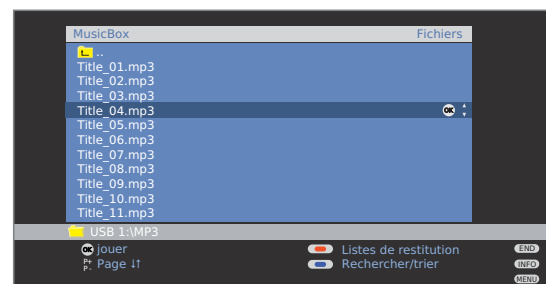 MusicBox Fichiers
..
Title_01.mp3
Title_02.mp3
Title_03.mp3
Title_04.mp3 OK
Title_05.mp3
Title_06.mp3
Title_07.mp3
Title_08.mp3
Title_09.mp3
Title_10.mp3
Title_11.mp3
USB 1:\MP3
OK jouer Listes de restitution END
P+ P- Page ↓↑ Rechercher/trier INFO
MENU